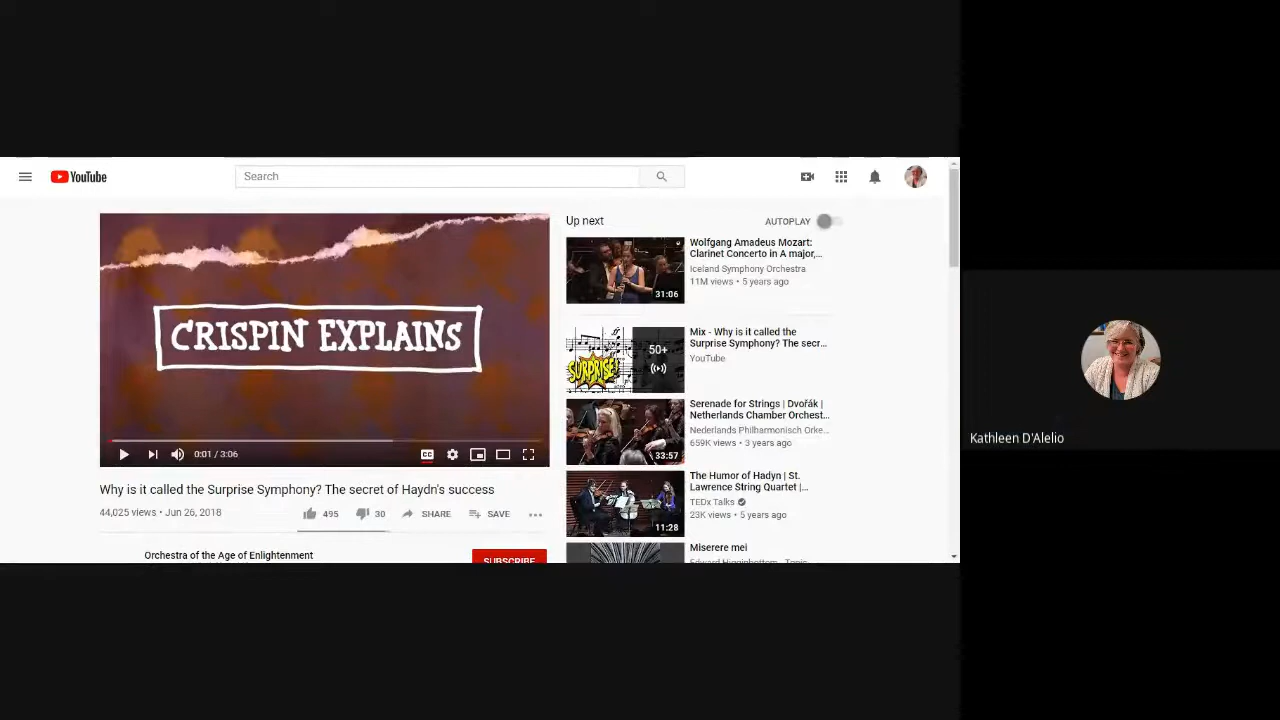 YouTube
Search
CRISPIN EXPLAINS
0:01 / 3:06
CC
Why is it called the Surprise Symphony? The secret of Haydn's success
44,025 views • Jun 26, 2018
495
30
SHARE
SAVE
Orchestra of the Age of Enlightenment
SUBSCRIBE
Up next
AUTOPLAY
31:06
Wolfgang Amadeus Mozart:
Clarinet Concerto in A major,...
Iceland Symphony Orchestra
11M views • 5 years ago
SURPRISE!
50+
Mix - Why is it called the
Surprise Symphony? The secr...
YouTube
33:57
Serenade for Strings | Dvořák |
Netherlands Chamber Orchest...
Nederlands Philharmonisch Orke...
659K views • 3 years ago
11:28
The Humor of Hadyn | St.
Lawrence String Quartet |...
TEDx Talks
23K views • 5 years ago
Miserere mei
Edward Higginbottom - Topic
Kathleen D'Alelio